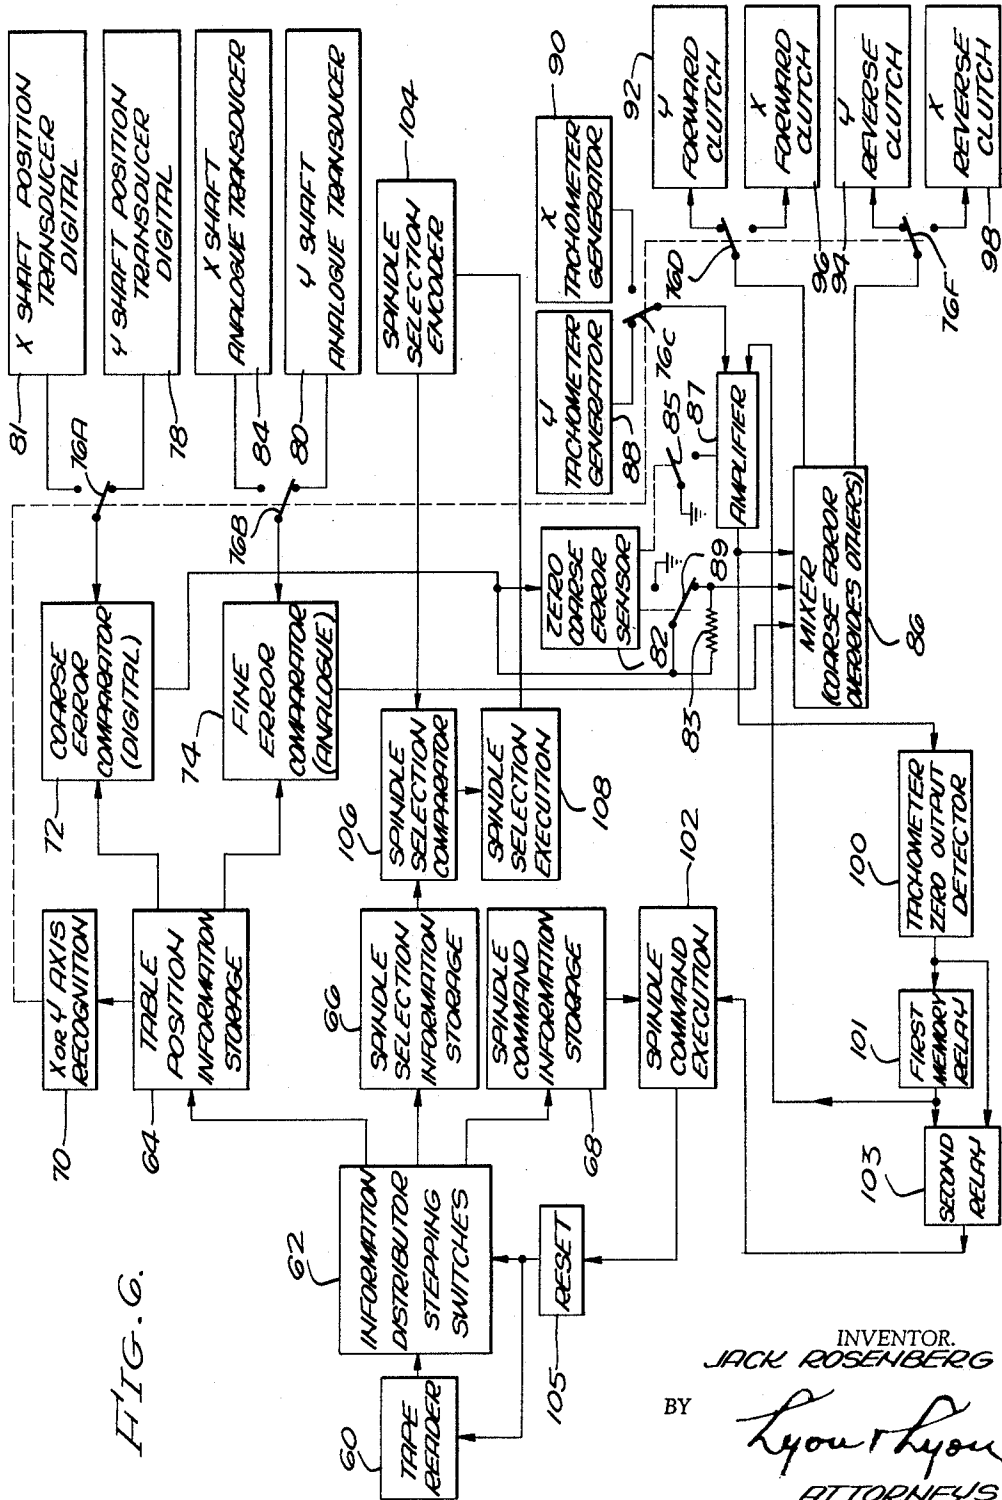 FIG. 6.
81
X SHAFT POSITION
TRANSDUCER
DIGITAL
Y SHAFT POSITION
TRANSDUCER
DIGITAL
78
76A
X SHAFT
ANALOGUE TRANSDUCER
84
Y SHAFT
ANALOGUE TRANSDUCER
80
76B
SPINDLE
SELECTION
ENCODER
104
72
COARSE
ERROR
COMPARATOR
(DIGITAL)
74
FINE
ERROR
COMPARATOR
(ANALOGUE)
70
X or Y AXIS
RECOGNITION
64
TABLE
POSITION
INFORMATION
STORAGE
66
SPINDLE
SELECTION
INFORMATION
STORAGE
SPINDLE
COMMAND
INFORMATION
STORAGE
68
106
SPINDLE
SELECTION
COMPARATOR
SPINDLE
SELECTION
EXECUTION
108
102
SPINDLE
COMMAND
EXECUTION
62
INFORMATION
DISTRIBUTOR
STEPPING
SWITCHES
60
TAPE
READER
RESET
105
X
TACHOMETER
GENERATOR
90
Y
TACHOMETER
GENERATOR
88
76C
ZERO
COARSE
ERROR
SENSOR
82
85
87
AMPLIFIER
89
83
MIXER
(COARSE ERROR
OVERRIDES OTHERS)
86
92
Y
FORWARD
CLUTCH
X
FORWARD
CLUTCH
96
94
Y
REVERSE
CLUTCH
X
REVERSE
CLUTCH
98
76D
76F
100
TACHOMETER
ZERO OUTPUT
DETECTOR
101
FIRST
MEMORY
RELAY
103
SECOND
RELAY
INVENTOR.
JACK ROSENBERG
BY
Lyon & Lyon
ATTORNEYS